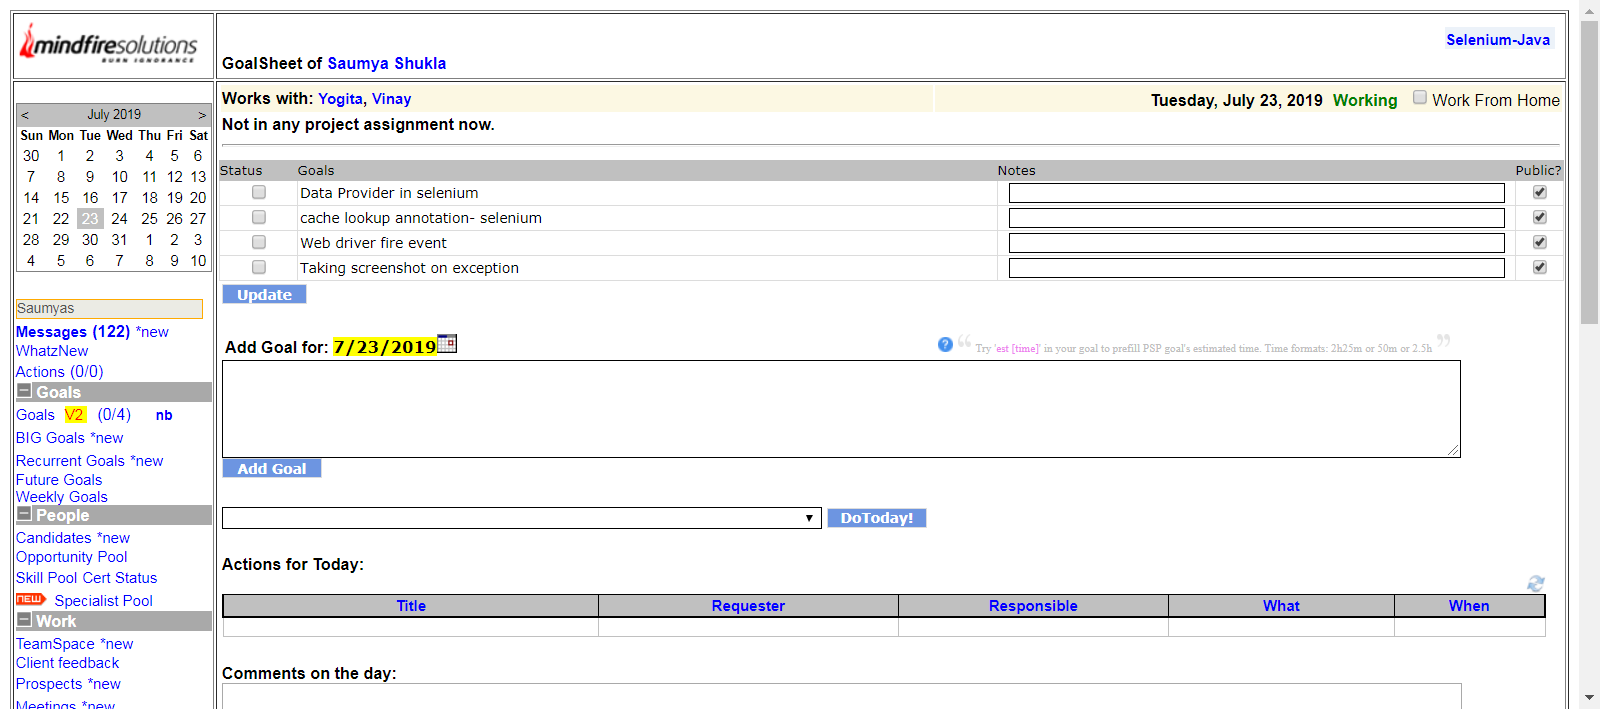 mindfiresolutions
BURN IGNORANCE
GoalSheet of Saumya Shukla
Selenium-Java
< July 2019 >
Sun Mon Tue Wed Thu Fri Sat
30 1 2 3 4 5 6
7 8 9 10 11 12 13
14 15 16 17 18 19 20
21 22 23 24 25 26 27
28 29 30 31 1 2 3
4 5 6 7 8 9 10
Saumyas
Messages (122) *new
WhatzNew
Actions (0/0)
Goals
Goals V2 (0/4) nb
BIG Goals *new
Recurrent Goals *new
Future Goals
Weekly Goals
People
Candidates *new
Opportunity Pool
Skill Pool Cert Status
NEW Specialist Pool
Work
TeamSpace *new
Client feedback
Prospects *new
Meetings *new
Works with: Yogita, Vinay
Tuesday, July 23, 2019 Working Work From Home
Not in any project assignment now.
Status Goals Notes Public?
Data Provider in selenium
cache lookup annotation- selenium
Web driver fire event
Taking screenshot on exception
Update
Add Goal for: 7/23/2019
? “ Try 'est [time]' in your goal to prefill PSP goal's estimated time. Time formats: 2h25m or 50m or 2.5h ”
Add Goal
DoToday!
Actions for Today:
Title Requester Responsible What When
Comments on the day: